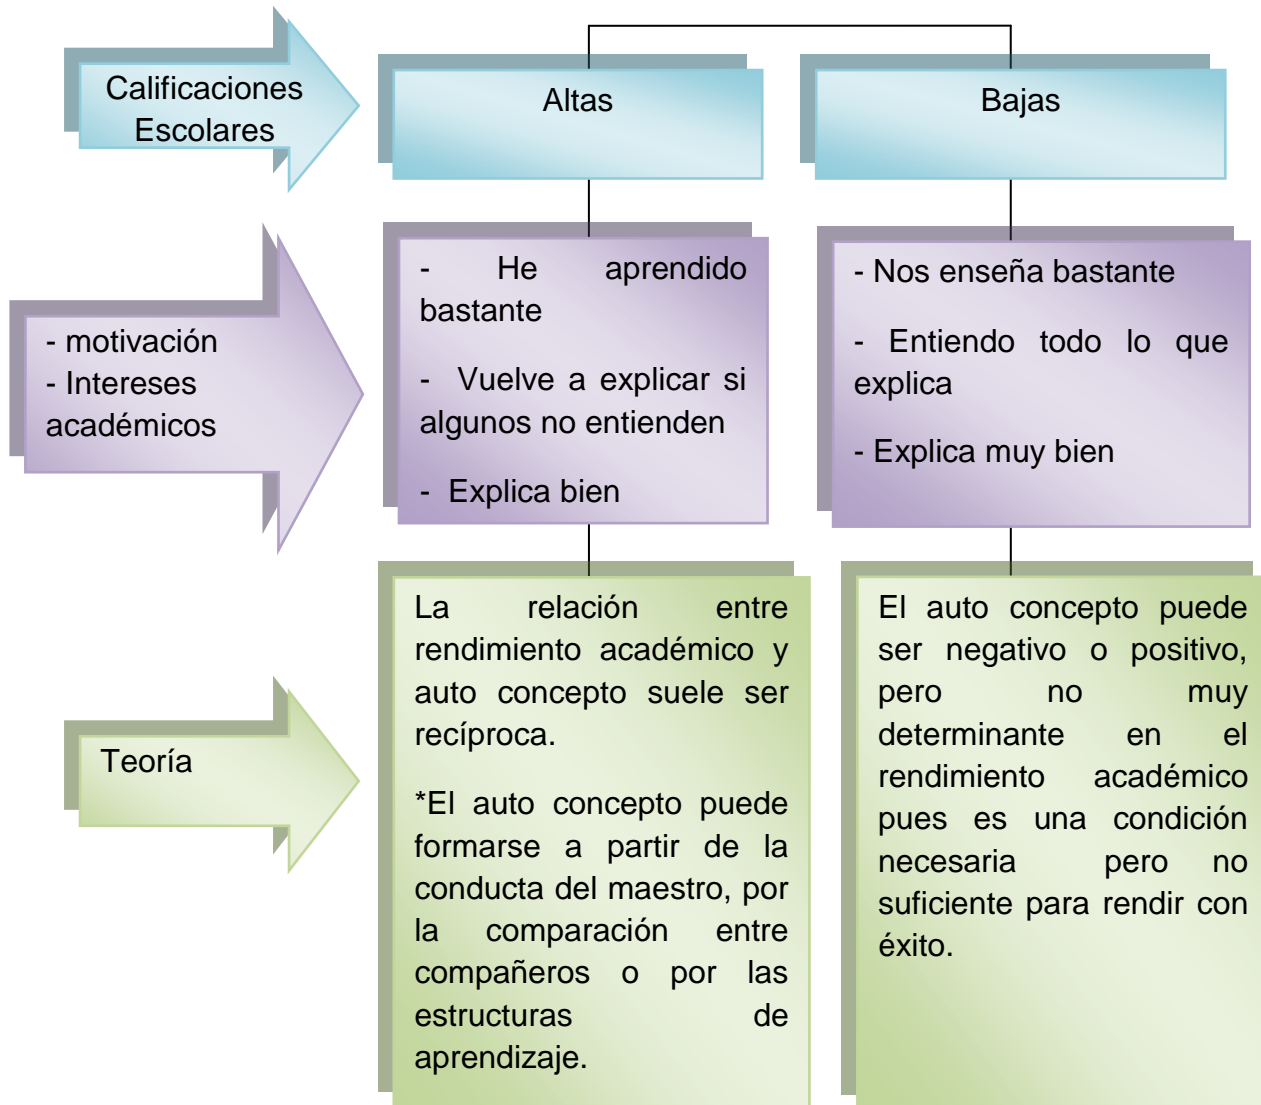 Calificaciones
Escolares
Altas
Bajas
- motivación
- Intereses
académicos
- He aprendido
bastante
- Vuelve a explicar si
algunos no entienden
- Explica bien
- Nos enseña bastante
- Entiendo todo lo que
explica
- Explica muy bien
Teoría
La relación entre
rendimiento académico y
auto concepto suele ser
recíproca.
*El auto concepto puede
formarse a partir de la
conducta del maestro, por
la comparación entre
compañeros o por las
estructuras de
aprendizaje.
El auto concepto puede
ser negativo o positivo,
pero no muy
determinante en el
rendimiento académico
pues es una condición
necesaria pero no
suficiente para rendir con
éxito.